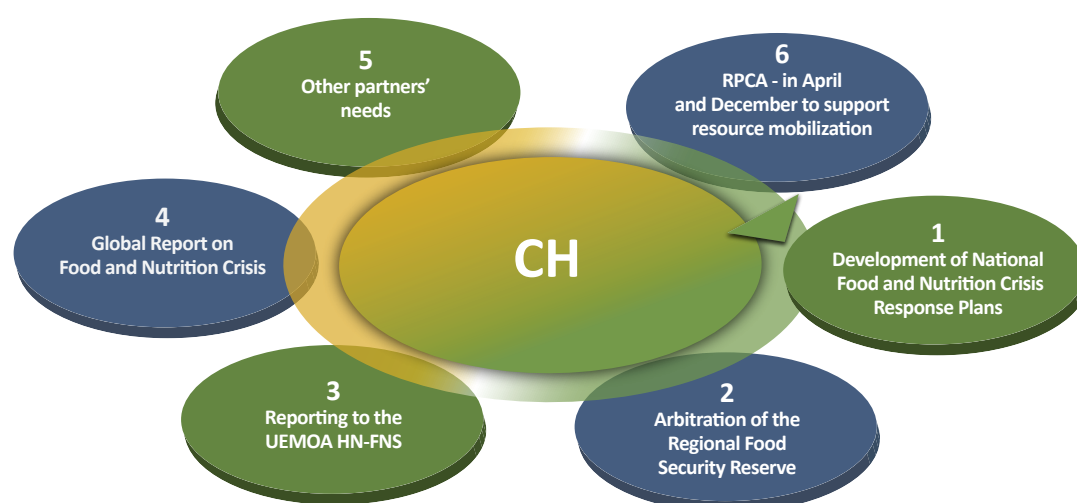 5
Other partners’
needs
6
RPCA - in April
and December to support
resource mobilization
4
Global Report on
Food and Nutrition Crisis
CH
1
Development of National
Food and Nutrition Crisis
Response Plans
3
Reporting to the
UEMOA HN-FNS
2
Arbitration of the
Regional Food
Security Reserve